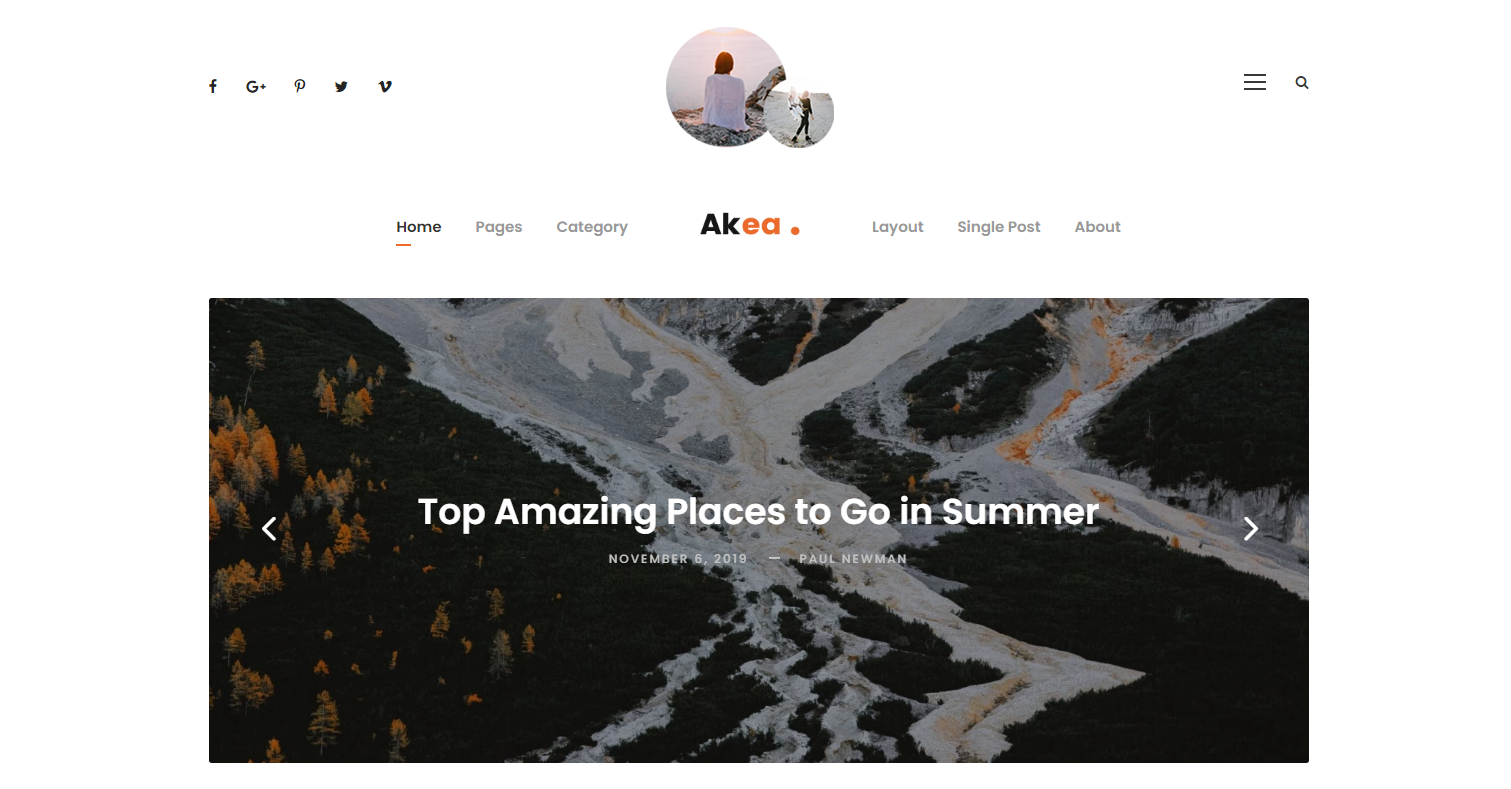 Home
Pages
Category
Akea .
Layout
Single Post
About
Top Amazing Places to Go in Summer
NOVEMBER 6, 2019 — PAUL NEWMAN